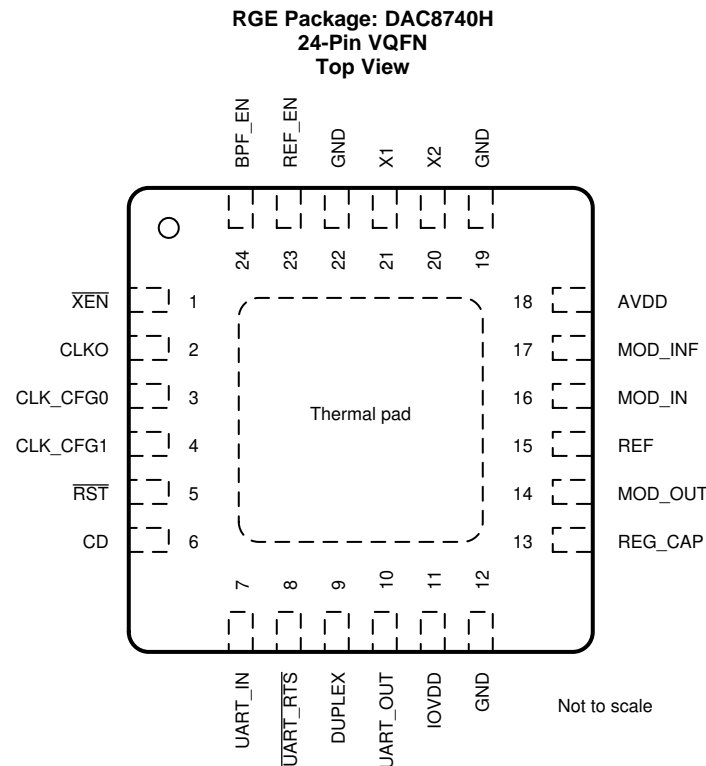 RGE Package: DAC8740H
24-Pin VQFN
Top View
BPF_EN
REF_EN
GND
X1
X2
GND
24
23
22
21
20
19
XEN 1
CLKO 2
CLK_CFG0 3
CLK_CFG1 4
RST 5
CD 6
Thermal pad
18 AVDD
17 MOD_INF
16 MOD_IN
15 REF
14 MOD_OUT
13 REG_CAP
7
8
9
10
11
12
UART_IN
UART_RTS
DUPLEX
UART_OUT
IOVDD
GND
Not to scale